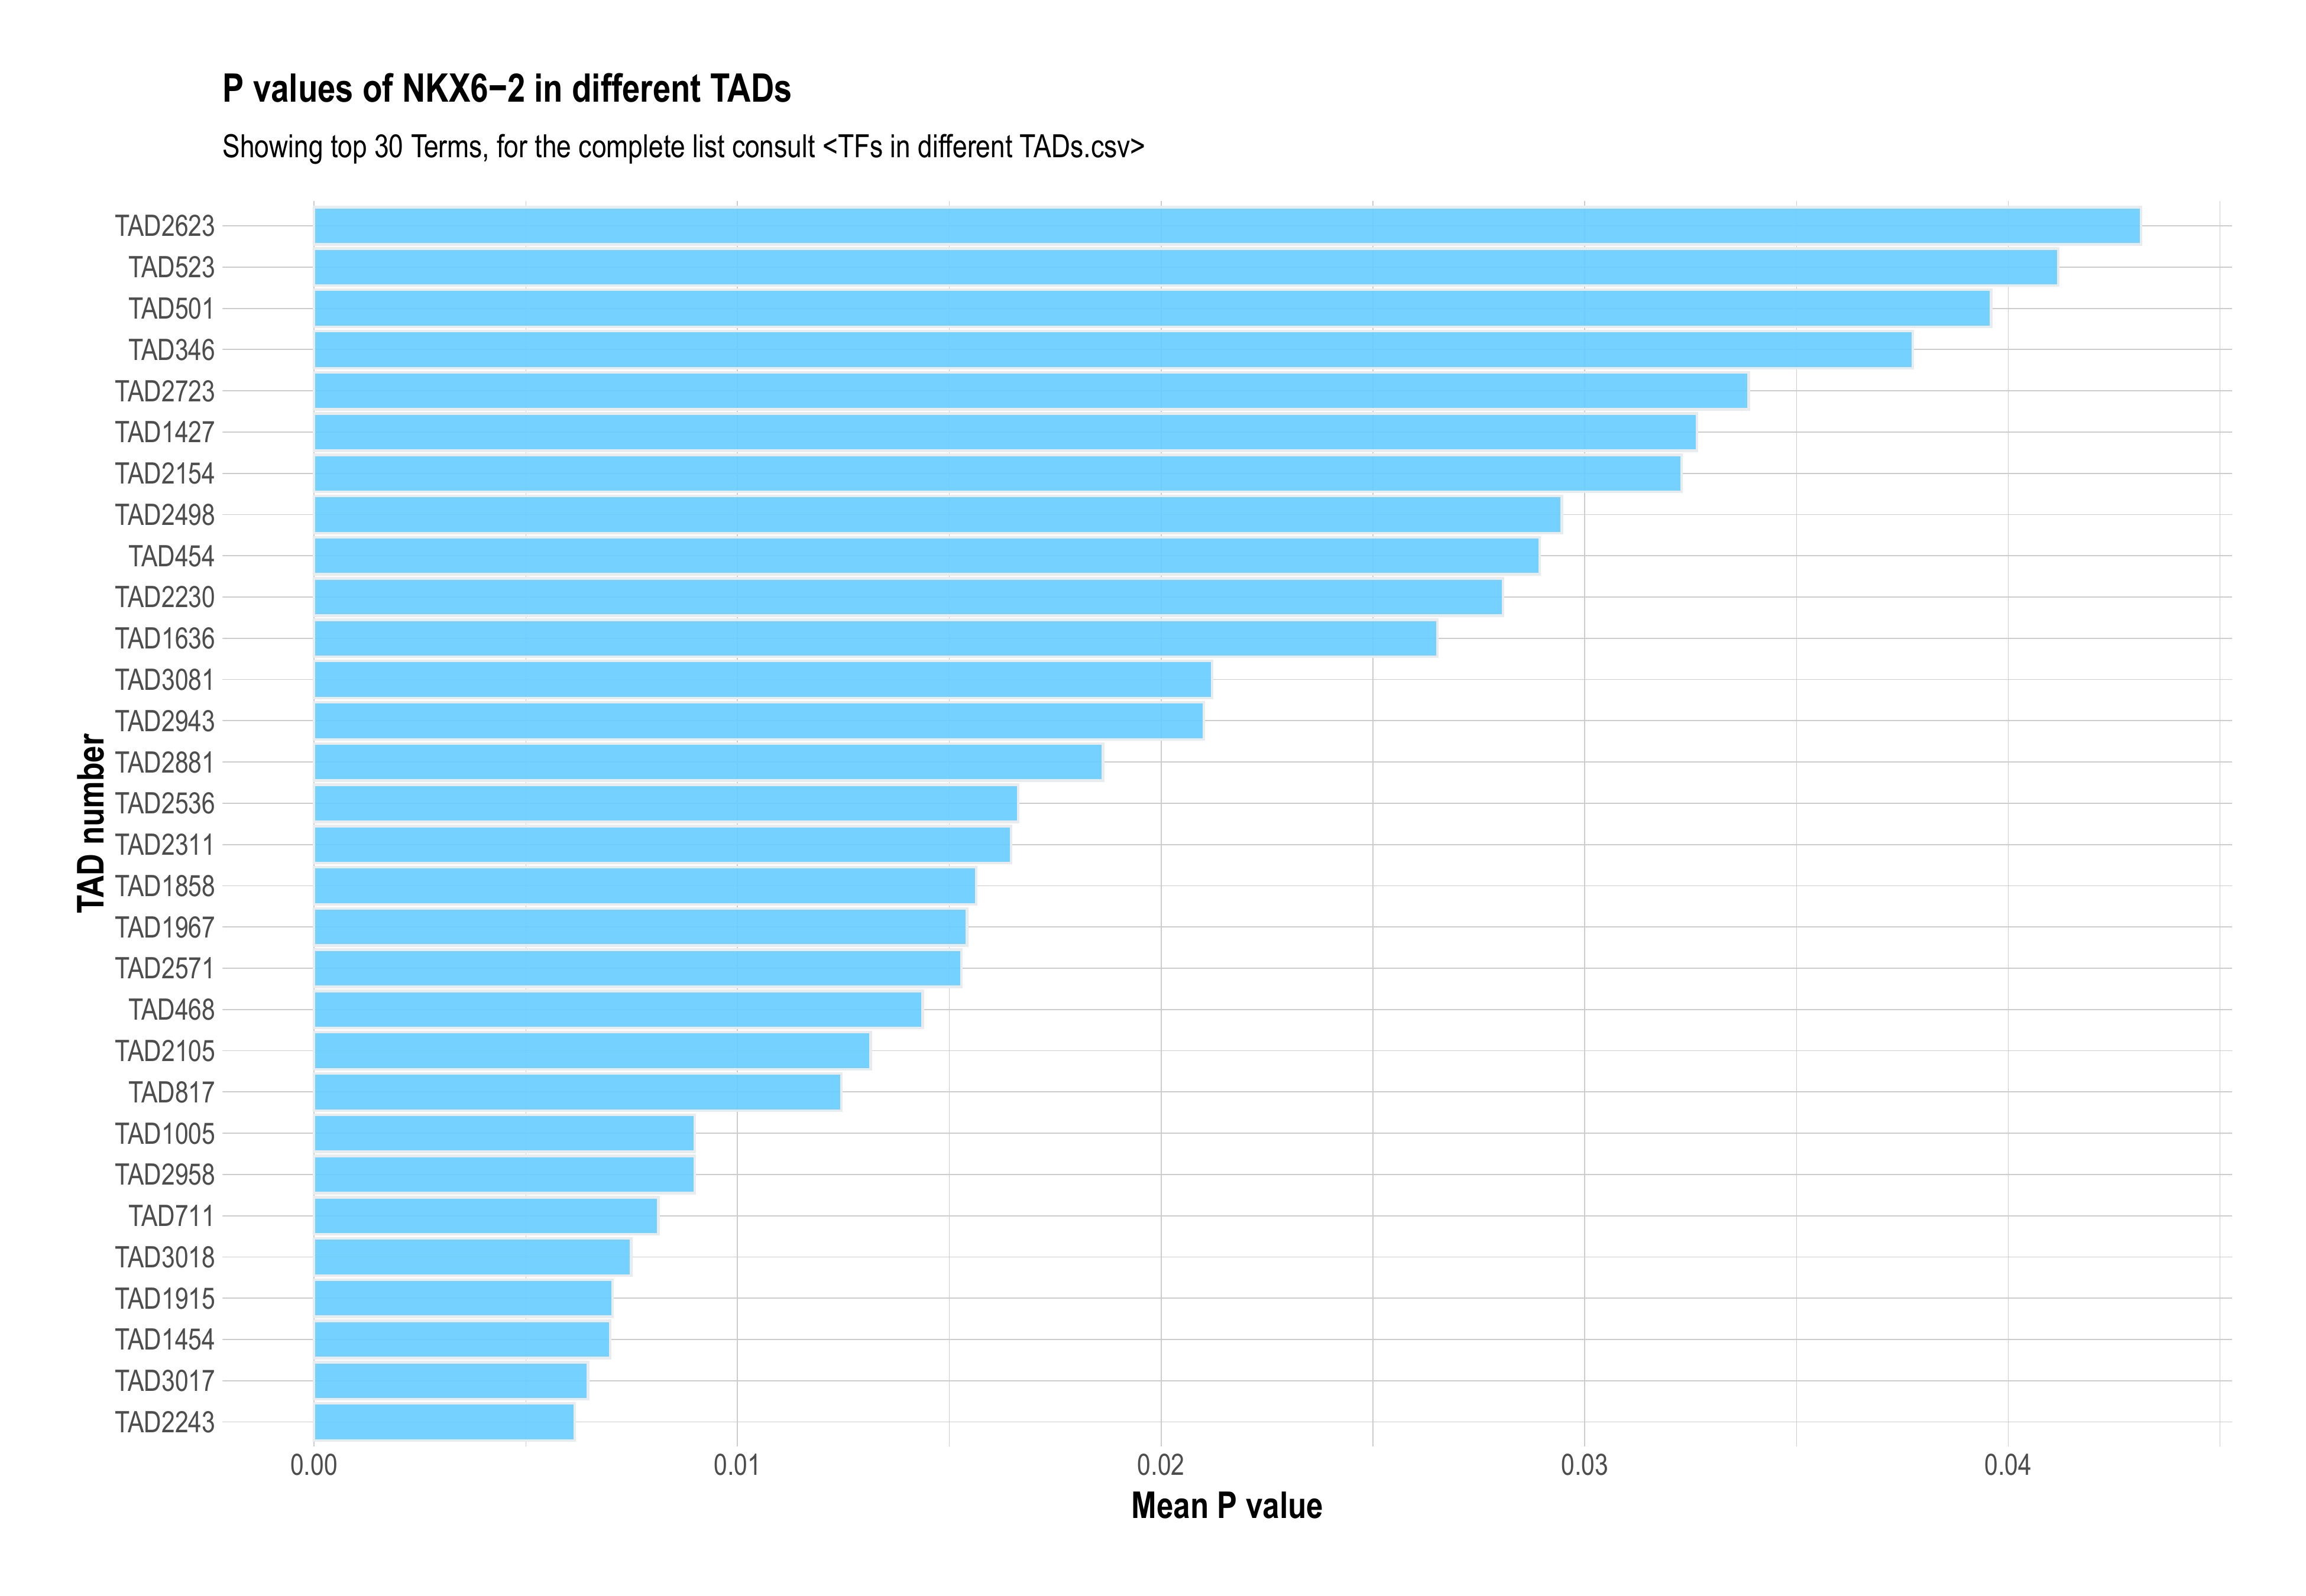 P values of NKX6−2 in different TADs
Showing top 30 Terms, for the complete list consult <TFs in different TADs.csv>
TAD2623
TAD523
TAD501
TAD346
TAD2723
TAD1427
TAD2154
TAD2498
TAD454
TAD2230
TAD1636
TAD3081
TAD2943
TAD2881
TAD2536
TAD2311
TAD1858
TAD1967
TAD2571
TAD468
TAD2105
TAD817
TAD1005
TAD2958
TAD711
TAD3018
TAD1915
TAD1454
TAD3017
TAD2243
TAD number
0.00 0.01 0.02 0.03 0.04
Mean P value